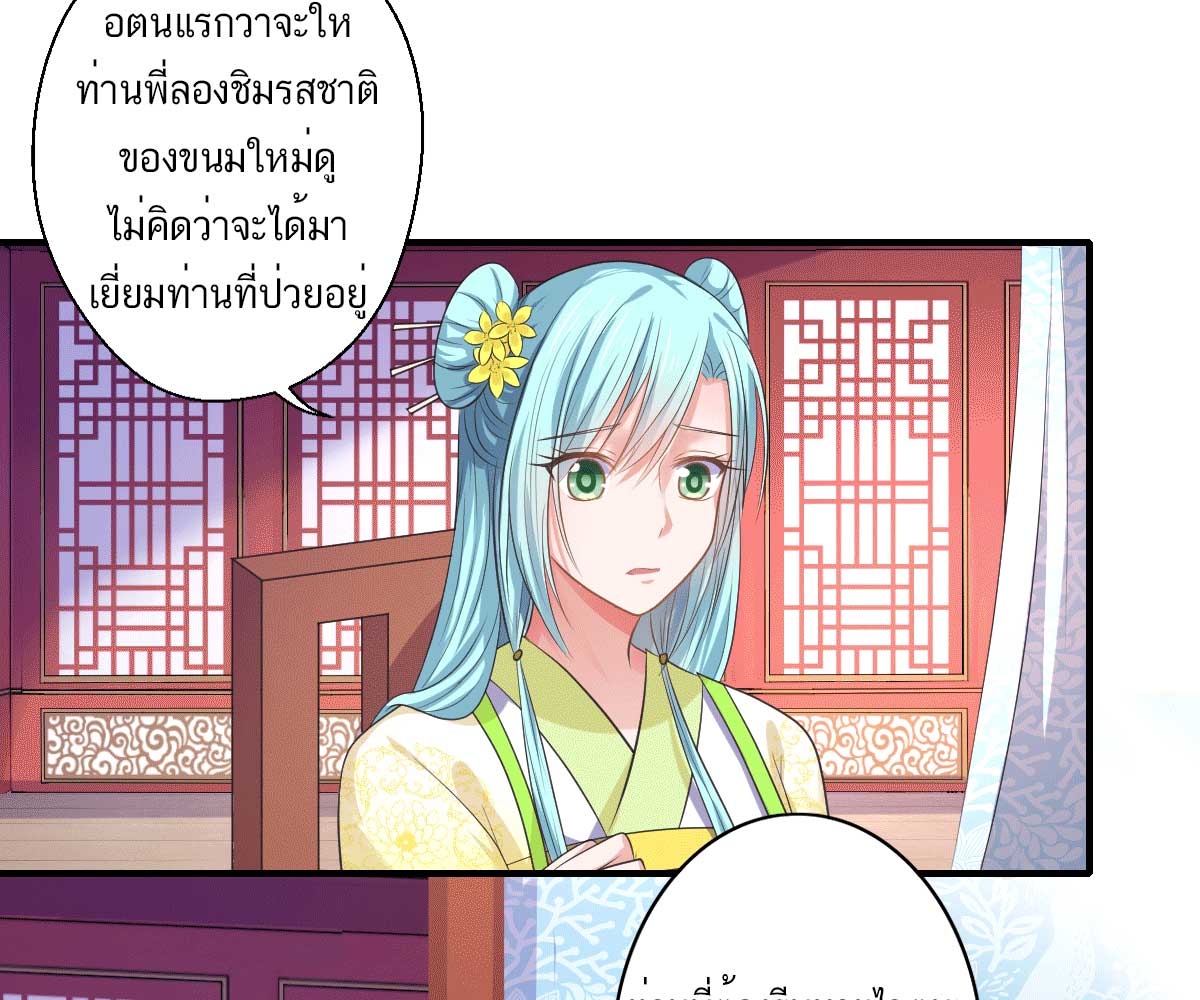 อตนแรกวาจะให
ท่านพี่ลองชิมรสชาติ
ของขนมใหม่ดู
ไม่คิดว่าจะได้มา
เยี่ยมท่านที่ป่วยอยู่